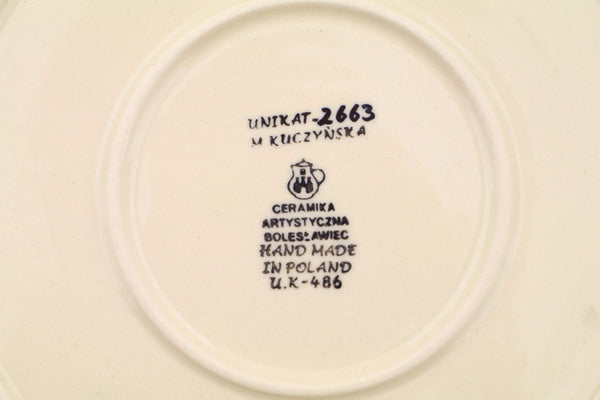 UNIKAT-2663
M KUCZYŃSKA
CERAMIKA
ARTYSTYCZNA
BOLESŁAWIEC
HAND MADE
IN POLAND
U.K-486